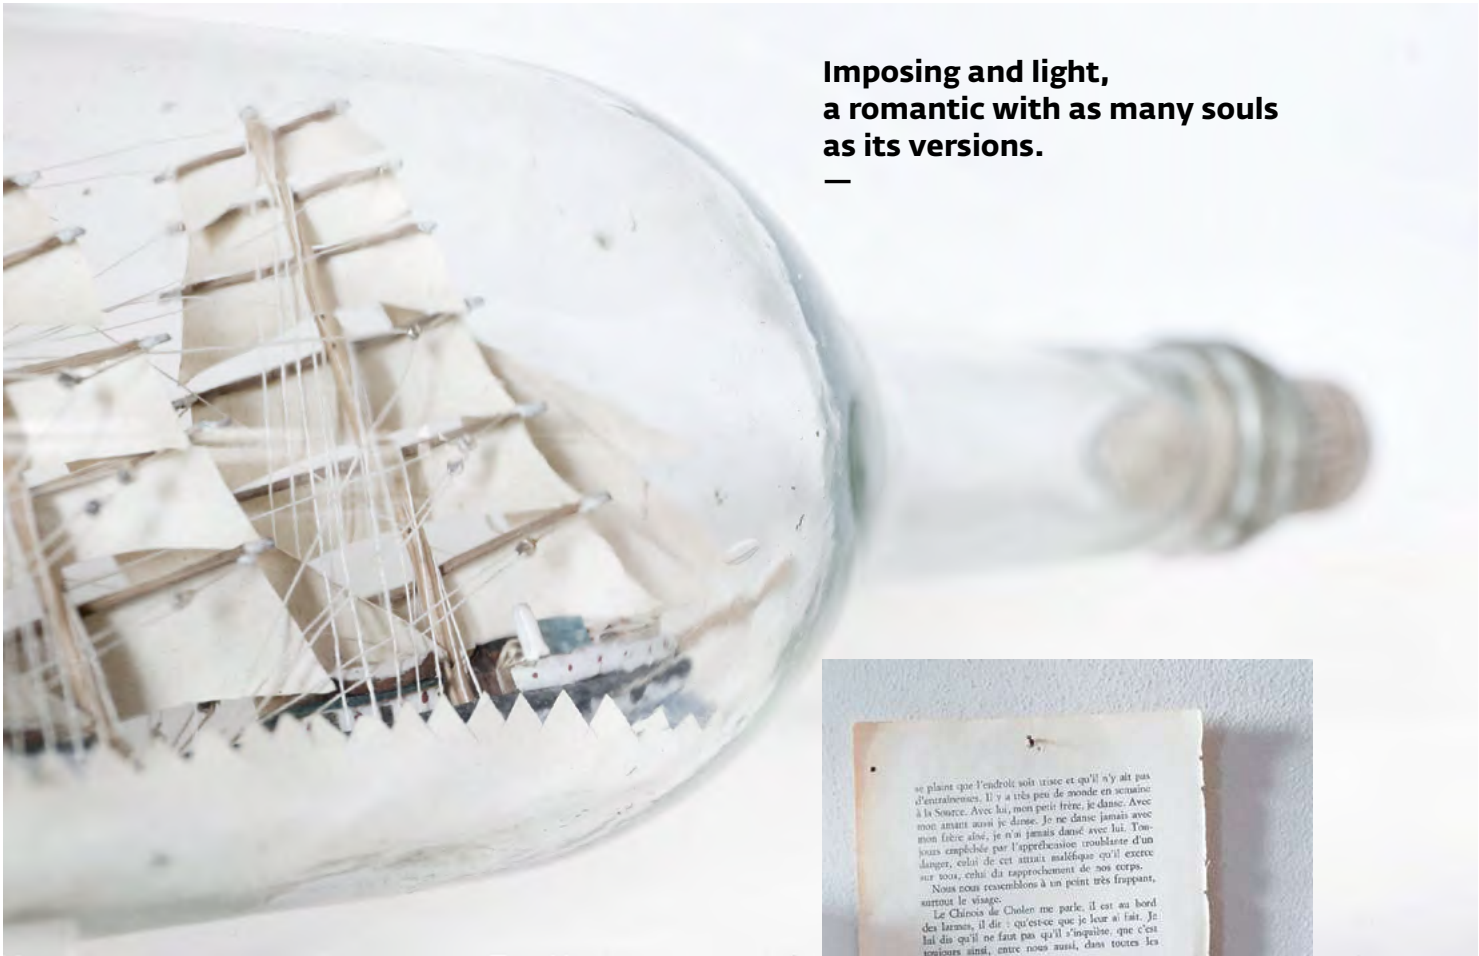 Imposing and light,
a romantic with as many souls
as its versions.
—
se plaint que l'endroit soit triste et qu'il n'y ait pas
d'entraîneuses. Il y a très peu de monde en semaine
à la Source. Avec lui, mon petit frère, je danse. Avec
mon amant aussi je danse. Je ne danse jamais avec
mon frère aîné, je n'ai jamais dansé avec lui. Tou-
jours empêchée par l'appréhension troublante d'un
danger, celui de cet attrait maléfique qu'il exerce
sur tous, celui du rapprochement de nos corps.
Nous nous ressemblons à un point très frappant,
surtout le visage.
Le Chinois de Cholen me parle, il est au bord
des larmes, il dit : qu'est-ce que je leur ai fait. Je
lui dis qu'il ne faut pas qu'il s'inquiète, que c'est
toujours ainsi, entre nous aussi, dans toutes les